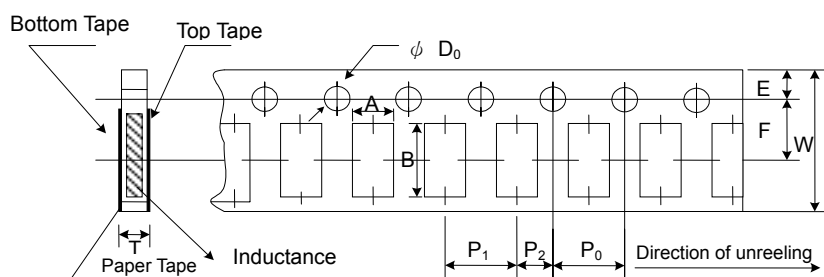 Bottom Tape
Top Tape
ψ D₀
A
B
E
F
W
T
Paper Tape
Inductance
P₁
P₂
P₀
Direction of unreeling